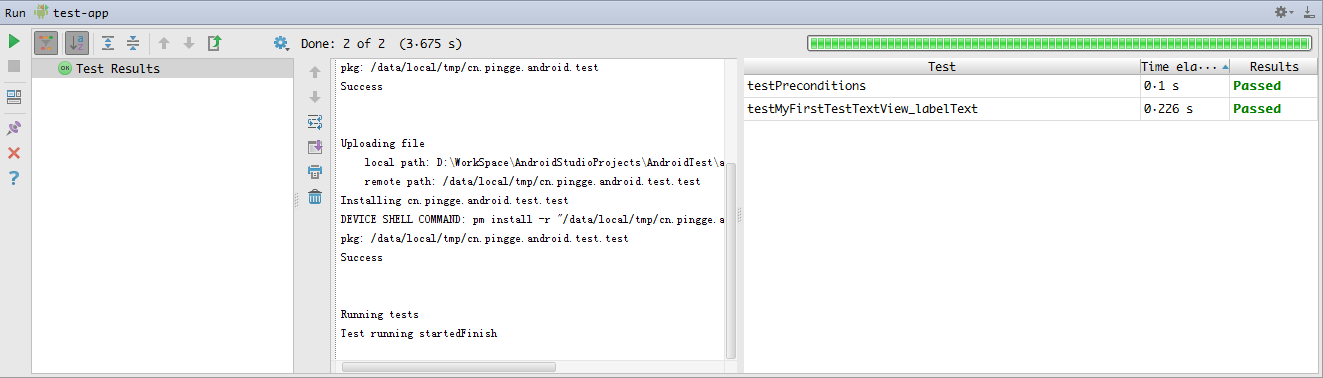 Run test-app
Done: 2 of 2 (3.675 s)
OK Test Results
pkg: /data/local/tmp/cn.pingge.android.test
Success
Uploading file
local path: D:\WorkSpace\AndroidStudioProjects\AndroidTest\a
remote path: /data/local/tmp/cn.pingge.android.test.test
Installing cn.pingge.android.test.test
DEVICE SHELL COMMAND: pm install -r "/data/local/tmp/cn.pingge.a
pkg: /data/local/tmp/cn.pingge.android.test.test
Success
Running tests
Test running startedFinish
Test Time ela... Results
testPreconditions 0.1 s Passed
testMyFirstTestTextView_labelText 0.226 s Passed